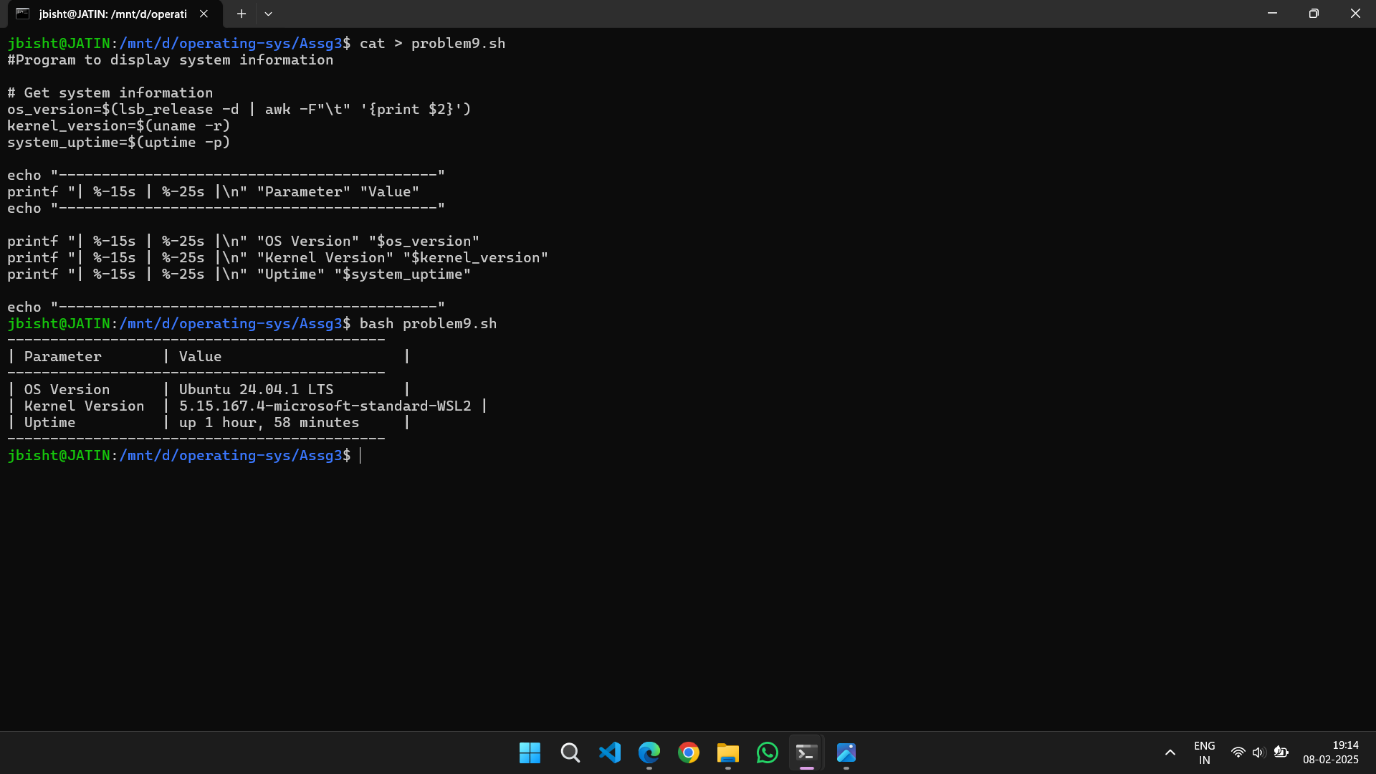 jbisht@JATIN: /mnt/d/operati
jbisht@JATIN:/mnt/d/operating-sys/Assg3$ cat > problem9.sh
#Program to display system information

# Get system information
os_version=$(lsb_release -d | awk -F"\t" '{print $2}')
kernel_version=$(uname -r)
system_uptime=$(uptime -p)

echo "--------------------------------------------"
printf "| %-15s | %-25s |\n" "Parameter" "Value"
echo "--------------------------------------------"

printf "| %-15s | %-25s |\n" "OS Version" "$os_version"
printf "| %-15s | %-25s |\n" "Kernel Version" "$kernel_version"
printf "| %-15s | %-25s |\n" "Uptime" "$system_uptime"

echo "--------------------------------------------"
jbisht@JATIN:/mnt/d/operating-sys/Assg3$ bash problem9.sh
--------------------------------------------
| Parameter       | Value                     |
--------------------------------------------
| OS Version      | Ubuntu 24.04.1 LTS        |
| Kernel Version  | 5.15.167.4-microsoft-standard-WSL2 |
| Uptime          | up 1 hour, 58 minutes     |
--------------------------------------------
jbisht@JATIN:/mnt/d/operating-sys/Assg3$
ENG
IN
19:14
08-02-2025